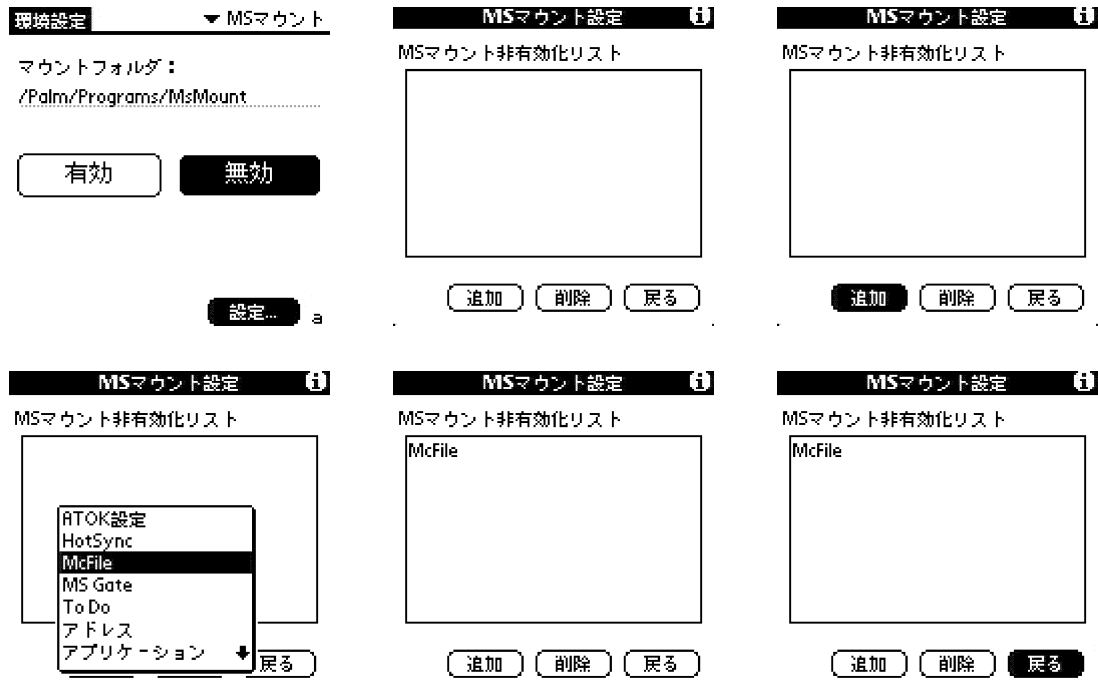 環境設定 ▼ MSマウント
マウントフォルダ：
/Palm/Programs/MsMount
有効 無効
設定... a
MSマウント設定 i
MSマウント非有効化リスト
追加 削除 戻る
MSマウント設定 i
MSマウント非有効化リスト
追加 削除 戻る
MSマウント設定 i
MSマウント非有効化リスト
ATOK設定
HotSync
McFile
MS Gate
To Do
アドレス
アプリケーション
戻る
MSマウント設定 i
MSマウント非有効化リスト
McFile
追加 削除 戻る
MSマウント設定 i
MSマウント非有効化リスト
McFile
追加 削除 戻る